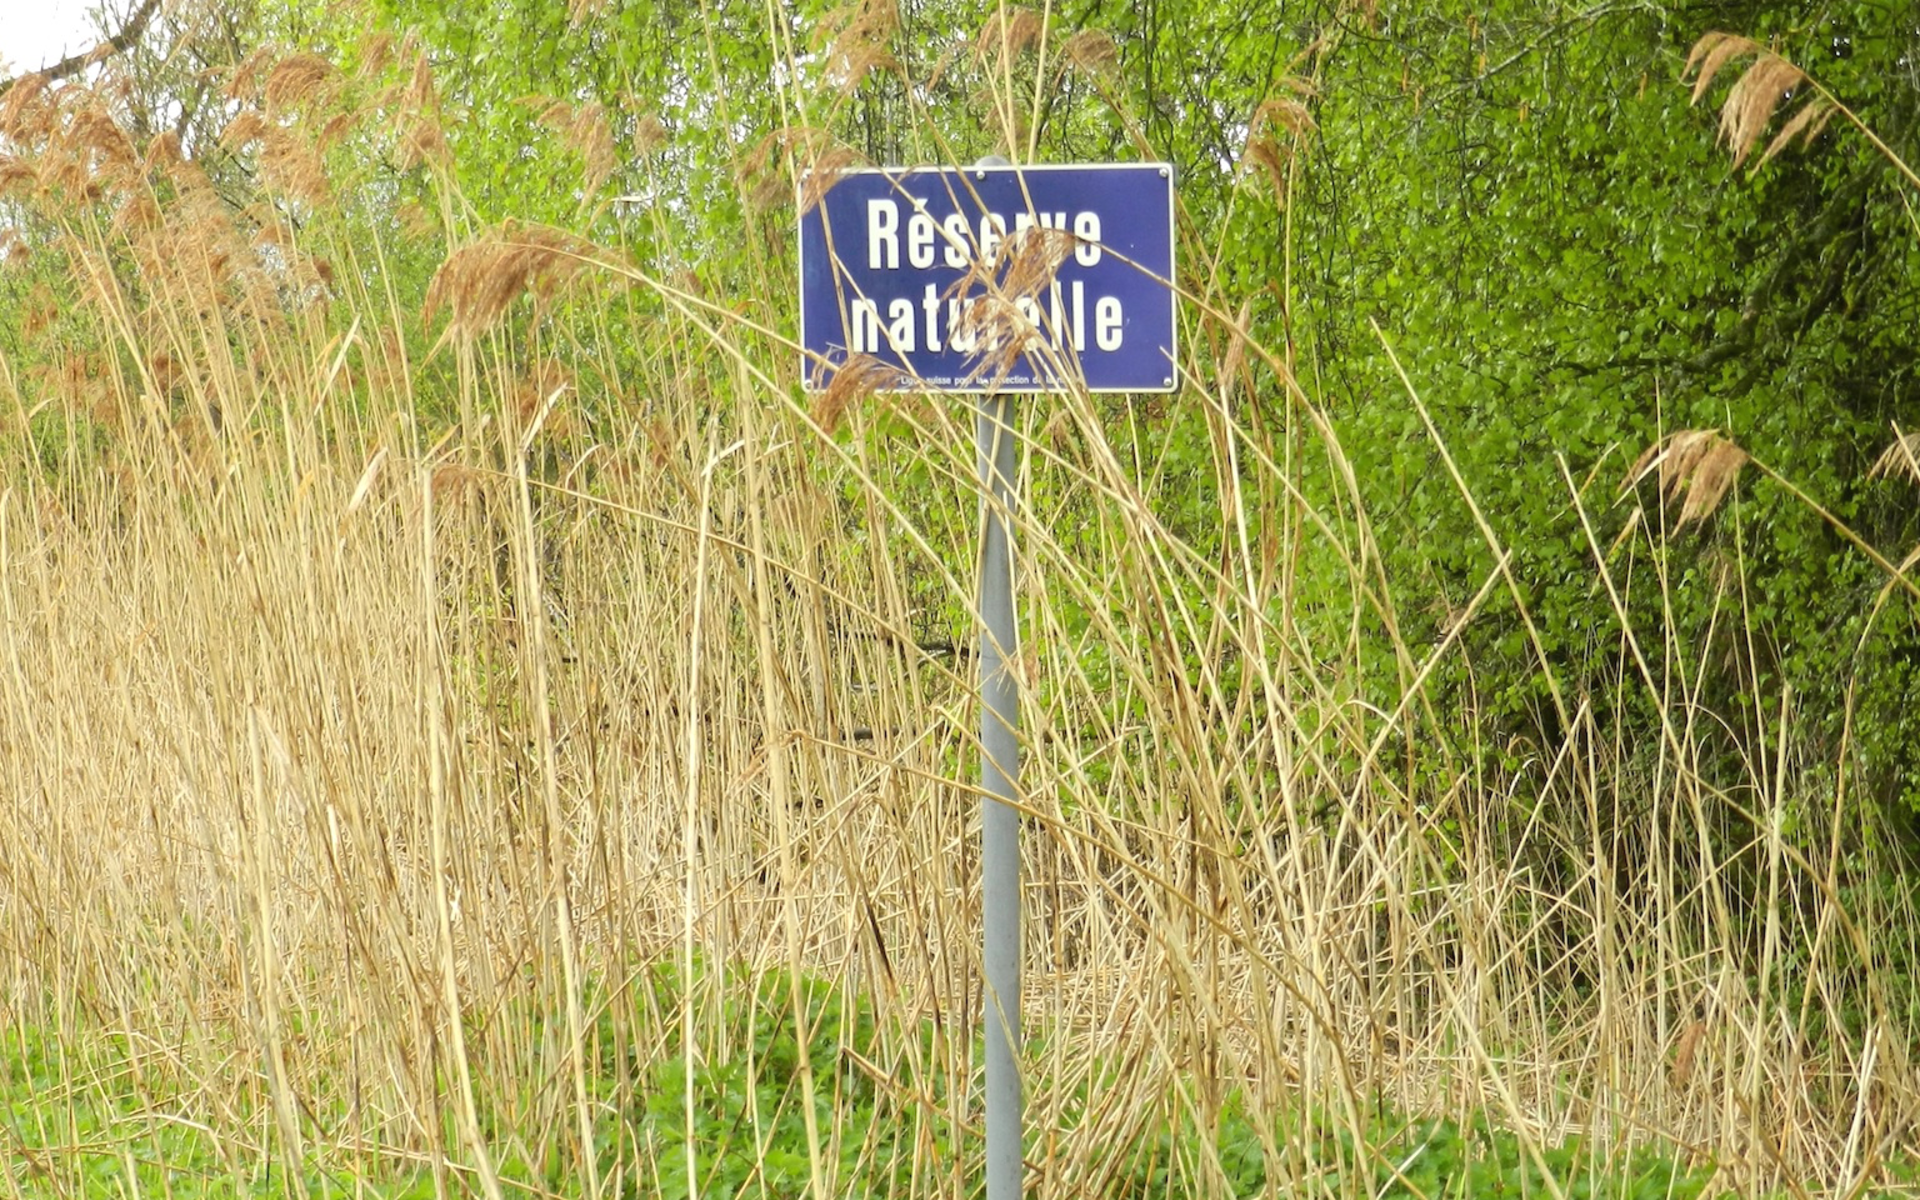 Réserve
naturelle
Ligue suisse pour la protection de la